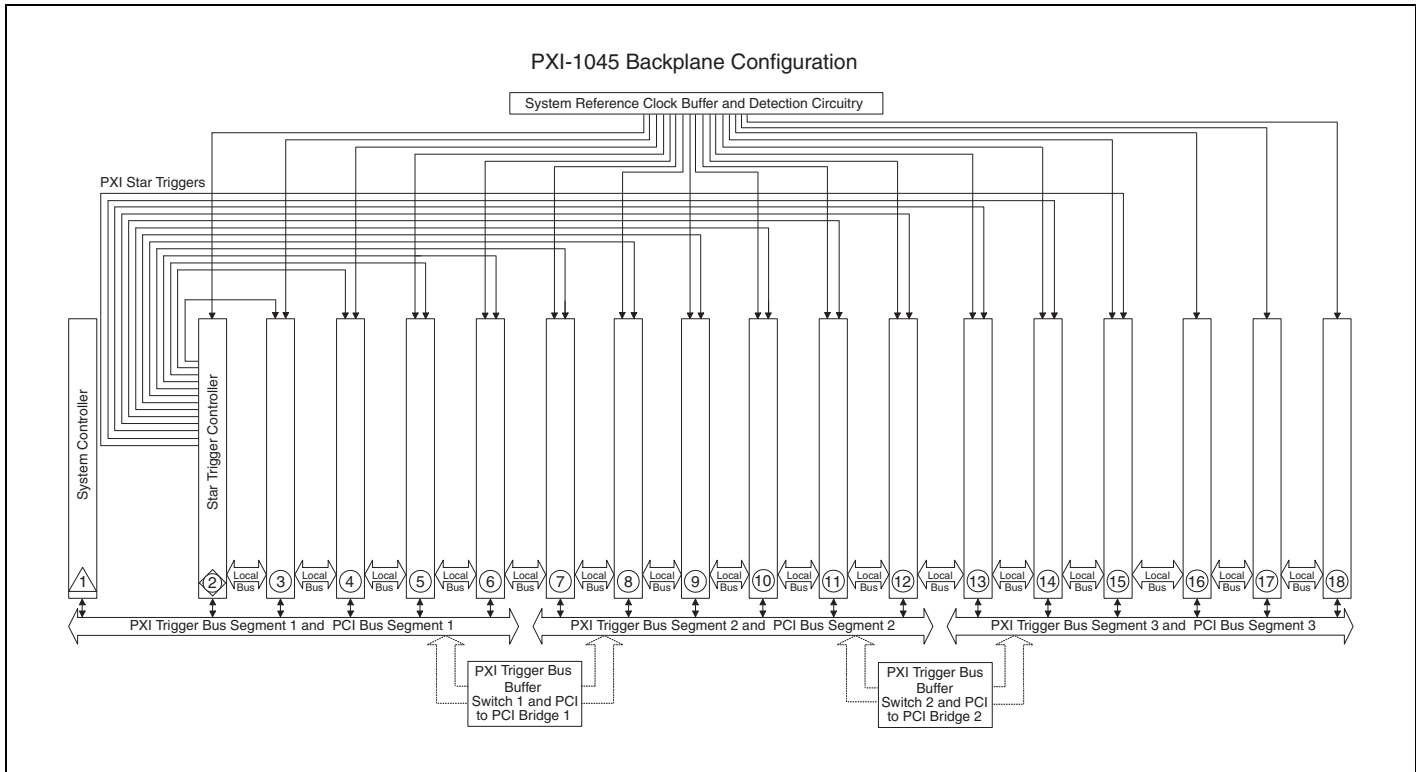 PXI-1045 Backplane Configuration
System Reference Clock Buffer and Detection Circuitry
PXI Star Triggers
System Controller
Star Trigger Controller
1
2
Local
Bus
3
Local
Bus
4
Local
Bus
5
Local
Bus
6
Local
Bus
7
Local
Bus
8
Local
Bus
9
Local
Bus
10
Local
Bus
11
Local
Bus
12
Local
Bus
13
Local
Bus
14
Local
Bus
15
Local
Bus
16
Local
Bus
17
Local
Bus
18
PXI Trigger Bus Segment 1 and PCI Bus Segment 1
PXI Trigger Bus Segment 2 and PCI Bus Segment 2
PXI Trigger Bus Segment 3 and PCI Bus Segment 3
PXI Trigger Bus
Buffer
Switch 1 and PCI
to PCI Bridge 1
PXI Trigger Bus
Buffer
Switch 2 and PCI
to PCI Bridge 2